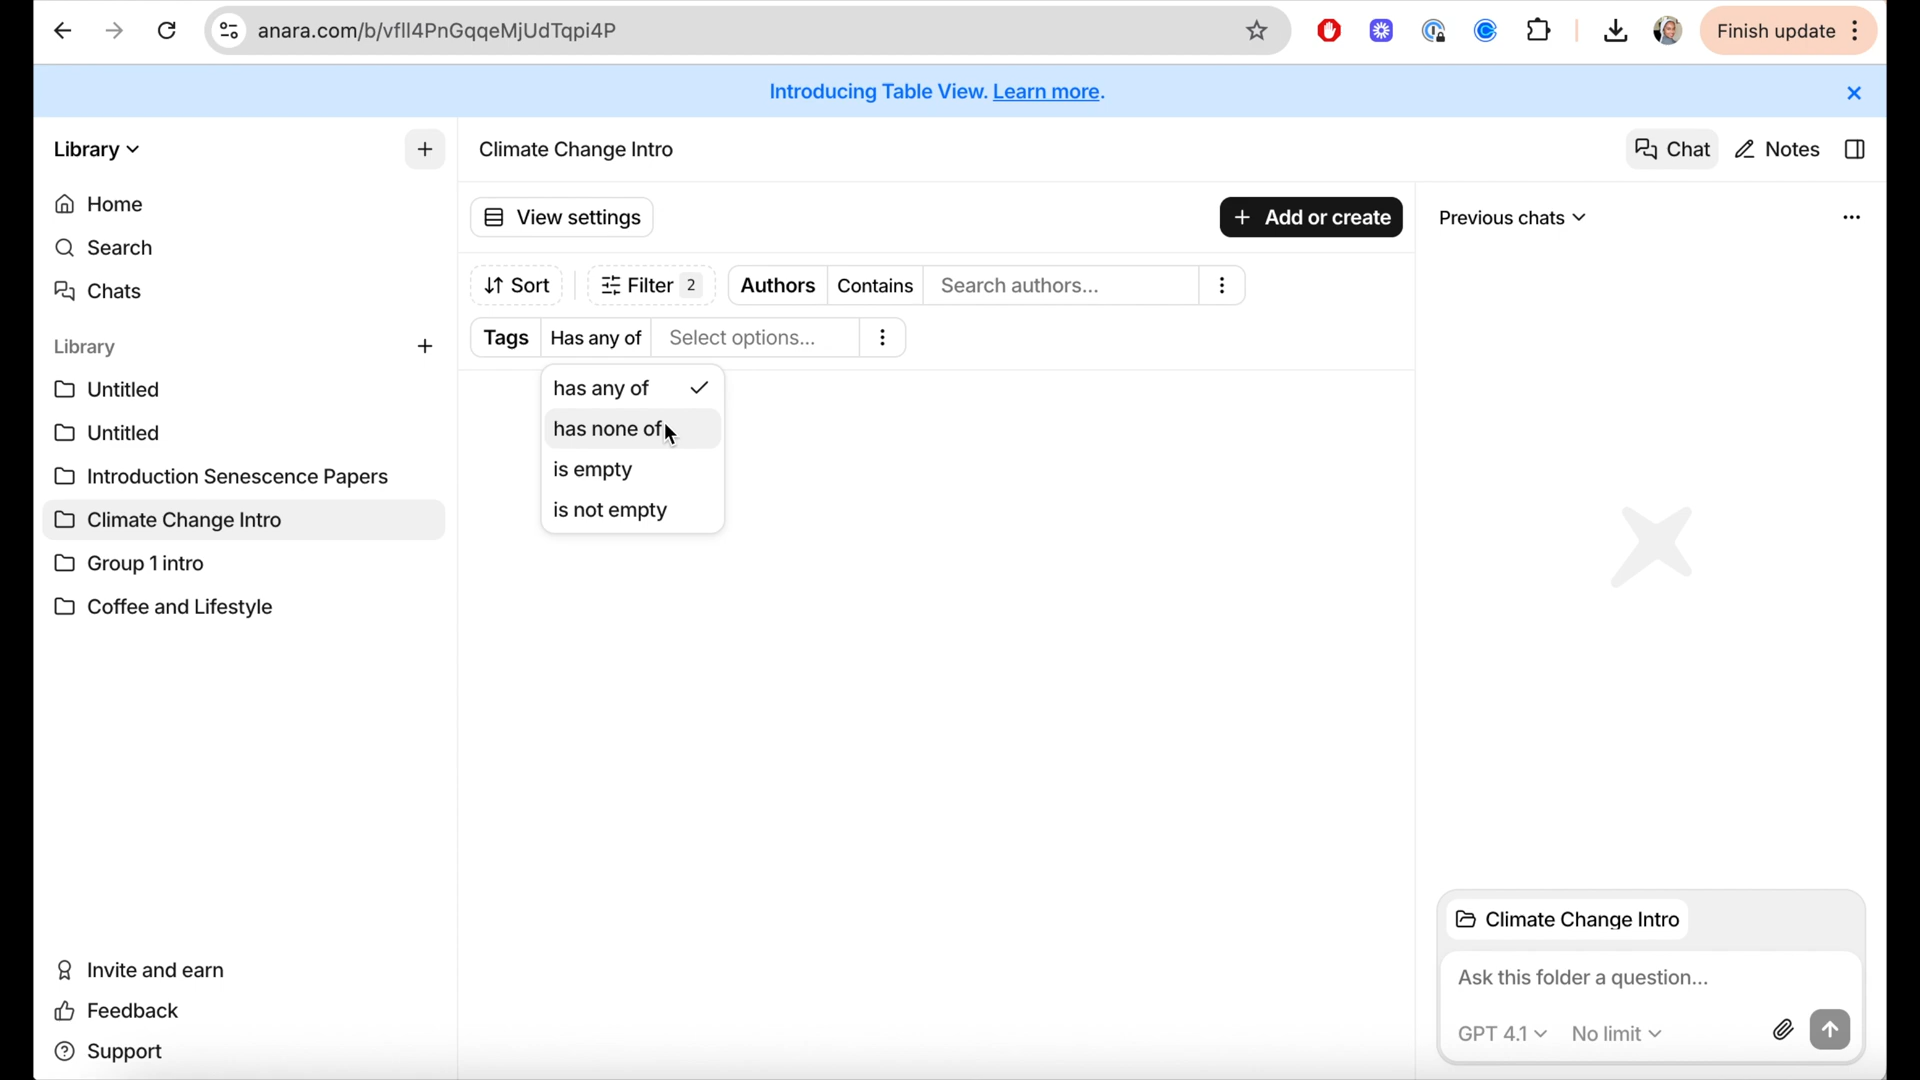 anara.com/b/vfII4PnGqqeMjUdTqpi4P
Finish update
Introducing Table View. Learn more.
Library
Climate Change Intro
Chat
Notes
Home
Search
Chats
Library
Untitled
Untitled
Introduction Senescence Papers
Climate Change Intro
Group 1 intro
Coffee and Lifestyle
Invite and earn
Feedback
Support
View settings
Add or create
Sort
Filter 2
Authors Contains Search authors...
Tags Has any of Select options...
has any of
has none of
is empty
is not empty
Previous chats
Climate Change Intro
Ask this folder a question...
GPT 4.1 No limit